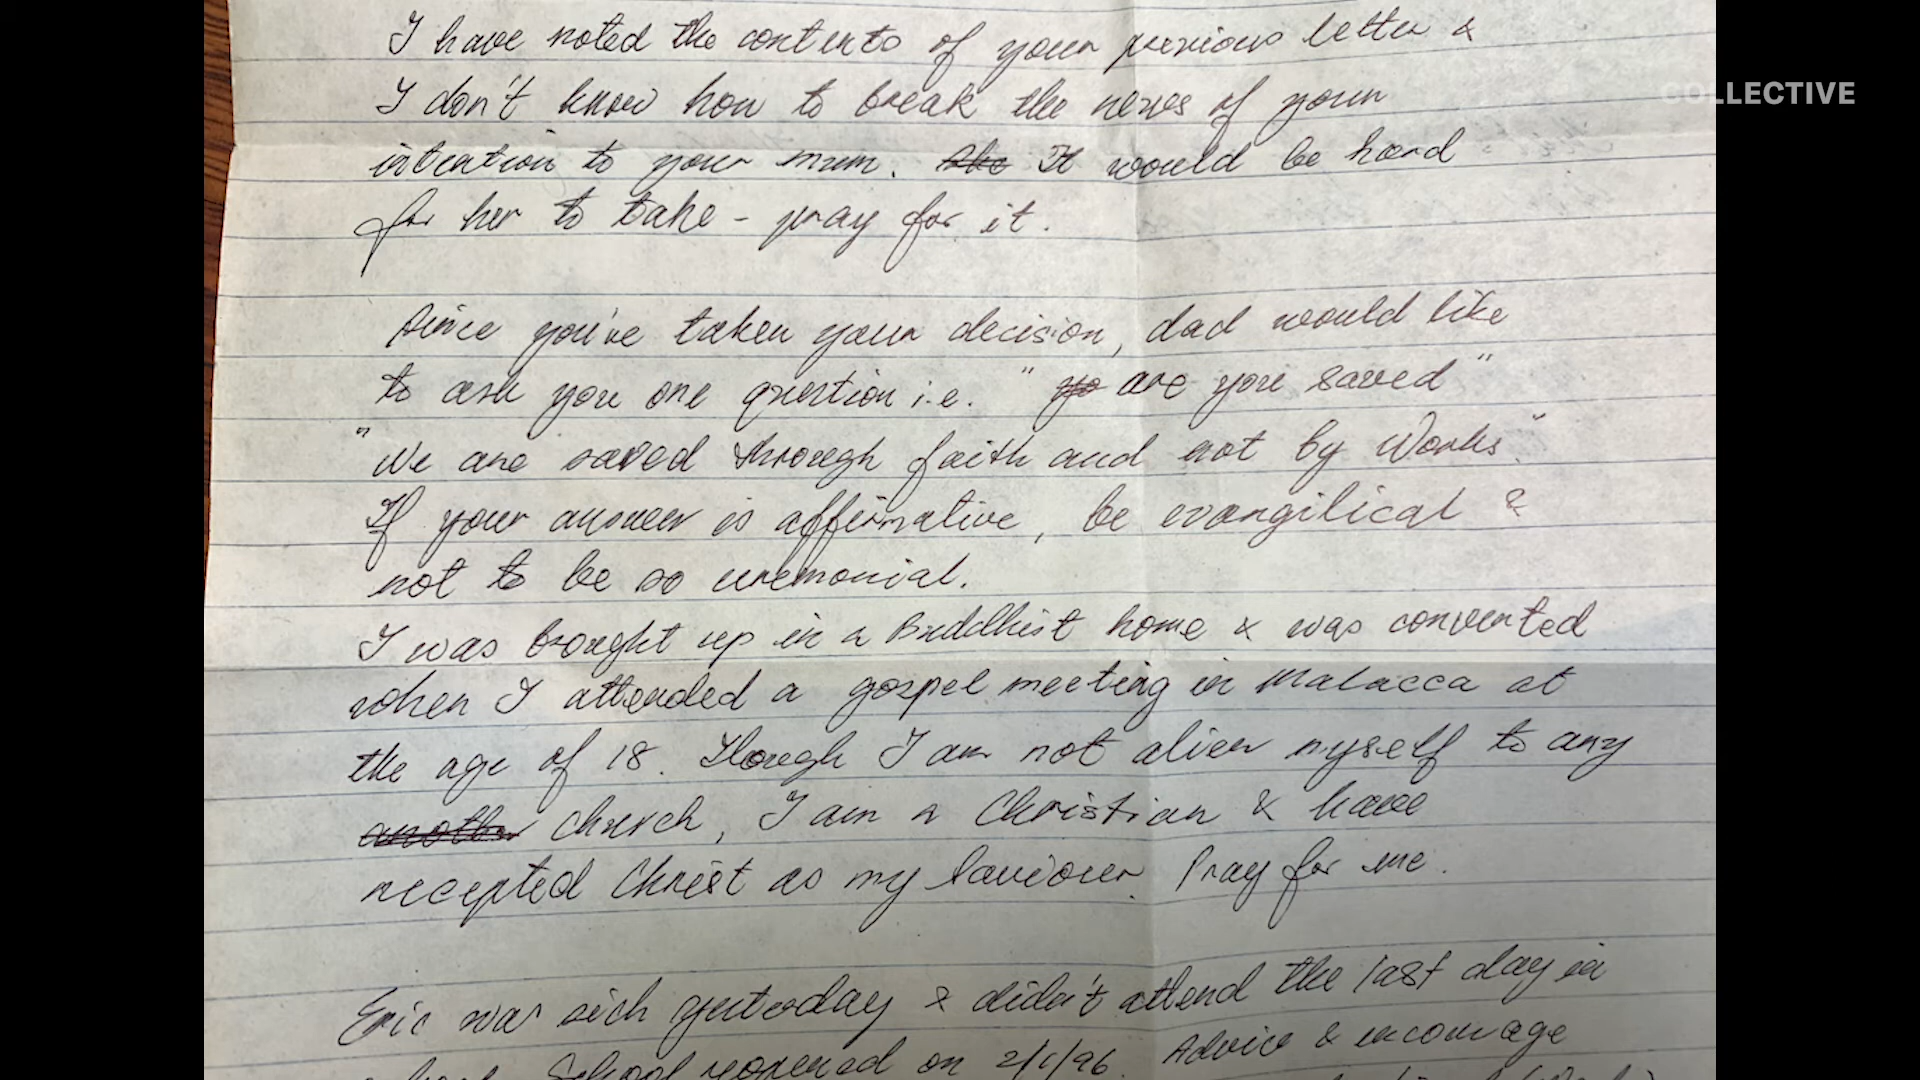 I have noted the contents of your previous letter &
COLLECTIVE
I don't know how to break the news of your
intention to your mum. She It would be hard
for her to take - pray for it.
Since you've taken your decision, dad would like
to ask you one question i.e. " yo are you saved "
" We are saved through faith and not by Works "
If your answer is affirmative, be evangilical &
not to be so ceremonial.
I was brought up in a Buddhist home & was converted
when I attended a gospel meeting in Malacca at
the age of 18. Though I am not alien myself to any
another church, I am a Christian & have
accepted Christ as my Saviour. Pray for me.
Eric was sick yesterday & didn't attend the last day in
school. School reopened on 2/1/96. Advice & encourage